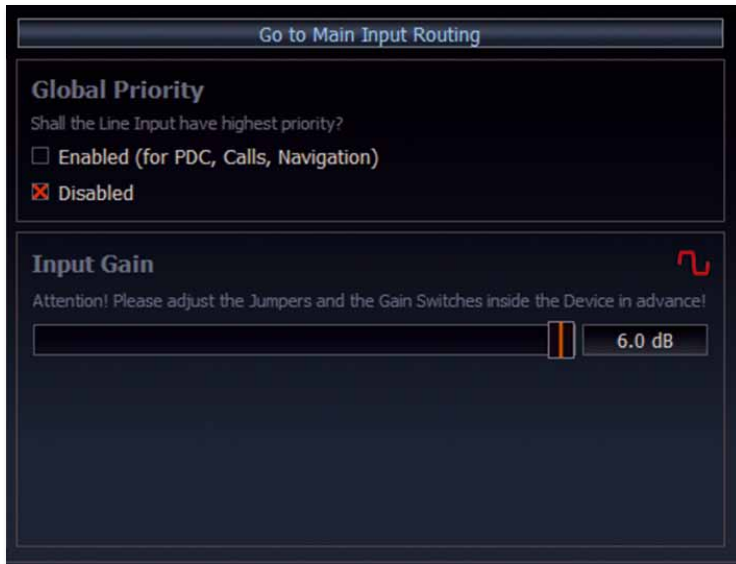 Go to Main Input Routing
Global Priority
Shall the Line Input have highest priority?
Enabled (for PDC, Calls, Navigation)
Disabled
Input Gain
Attention! Please adjust the Jumpers and the Gain Switches inside the Device in advance!
6.0 dB